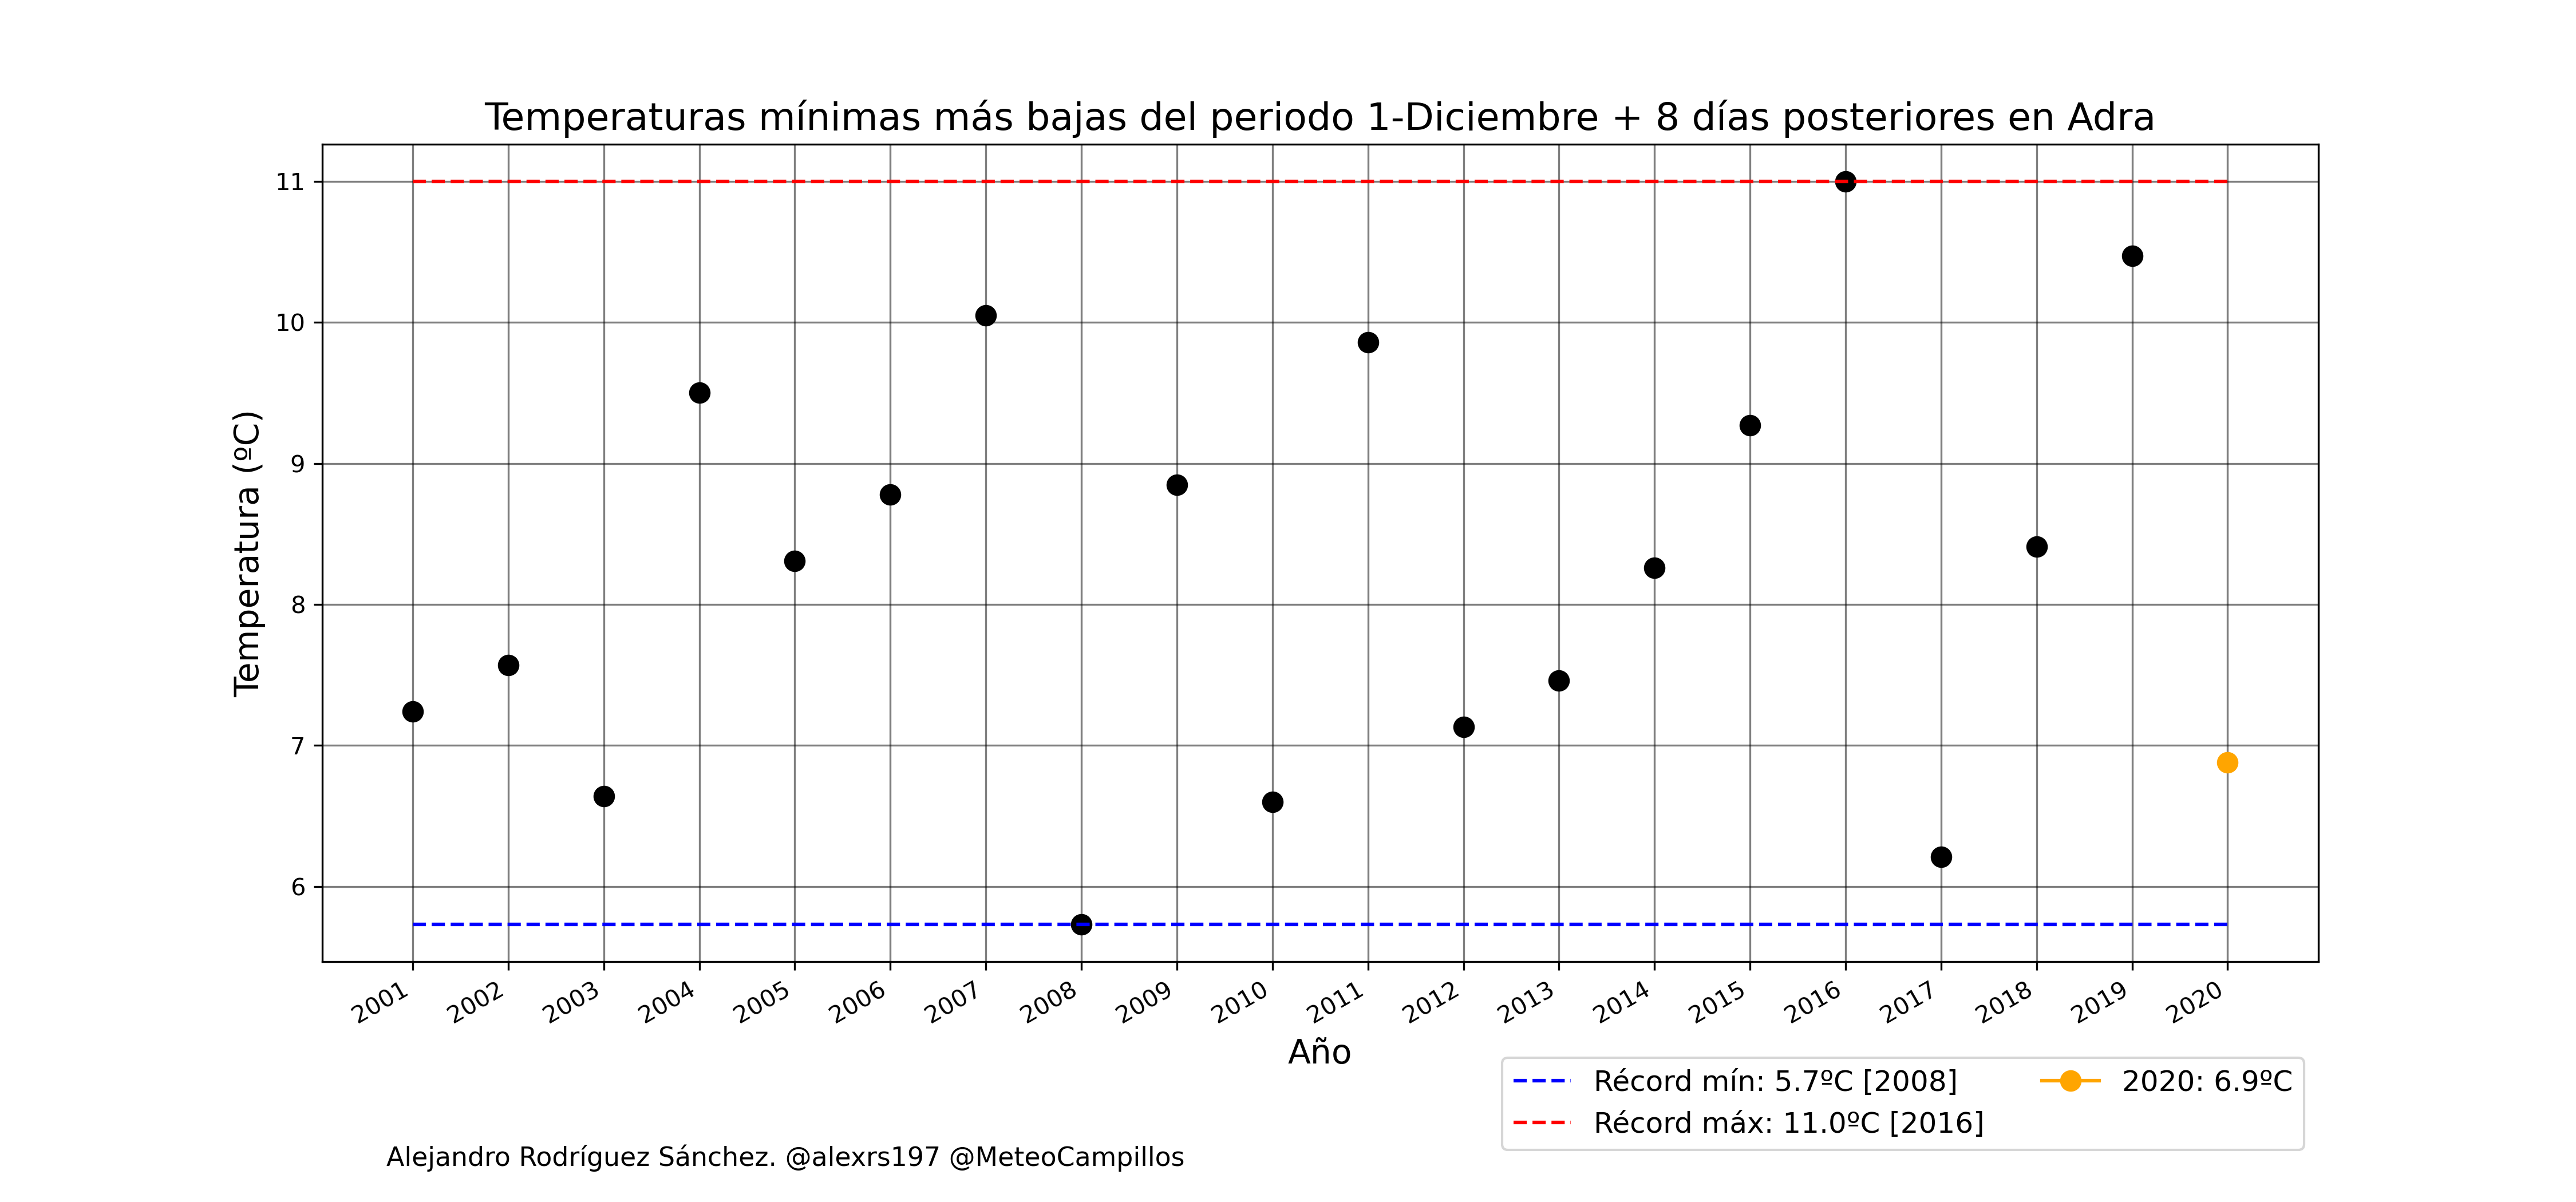 Temperaturas mínimas más bajas del periodo 1-Diciembre + 8 días posteriores en Adra
Temperatura (ºC)
11
10
9
8
7
6
2001 2002 2003 2004 2005 2006 2007 2008 2009 2010 2011 2012 2013 2014 2015 2016 2017 2018 2019 2020
Año
Récord mín: 5.7ºC [2008]
Récord máx: 11.0ºC [2016]
2020: 6.9ºC
Alejandro Rodríguez Sánchez. @alexrs197 @MeteoCampillos